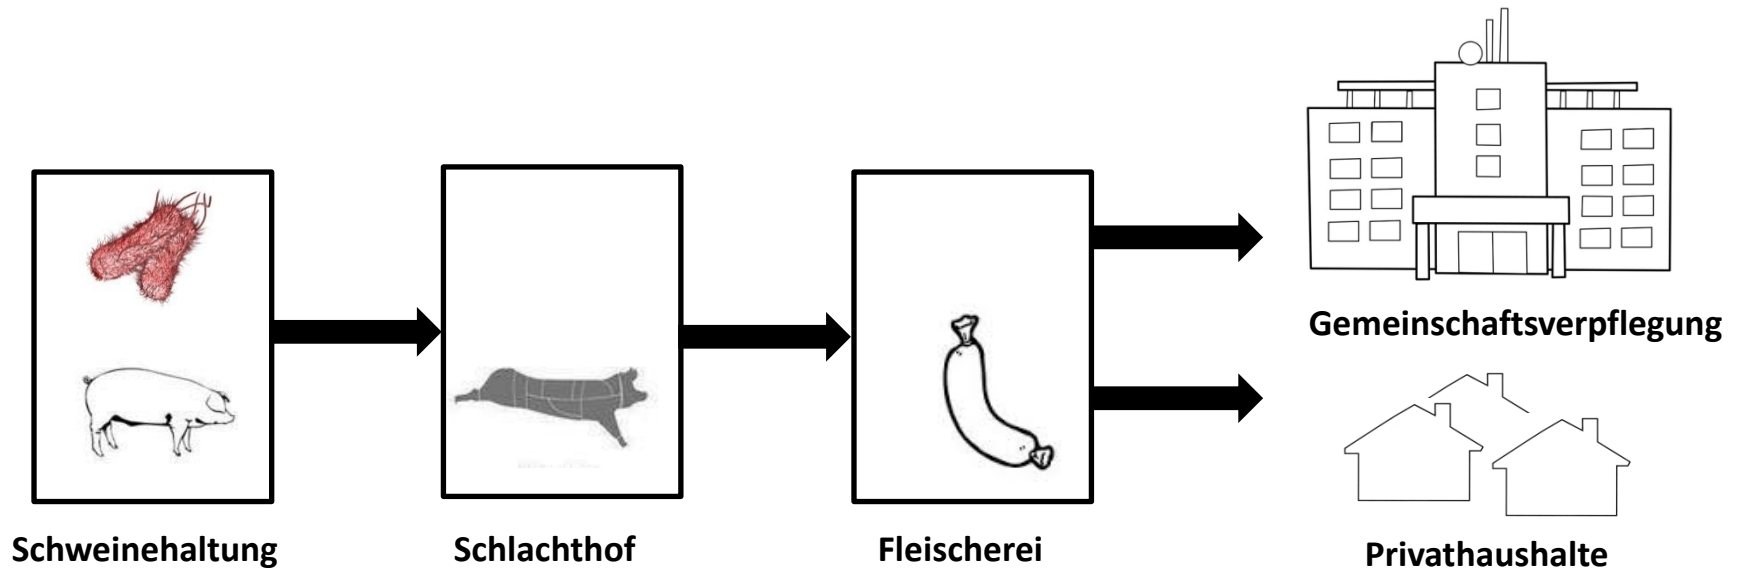 Gemeinschaftsverpflegung
Schweinehaltung
Schlachthof
Fleischerei
Privathaushalte